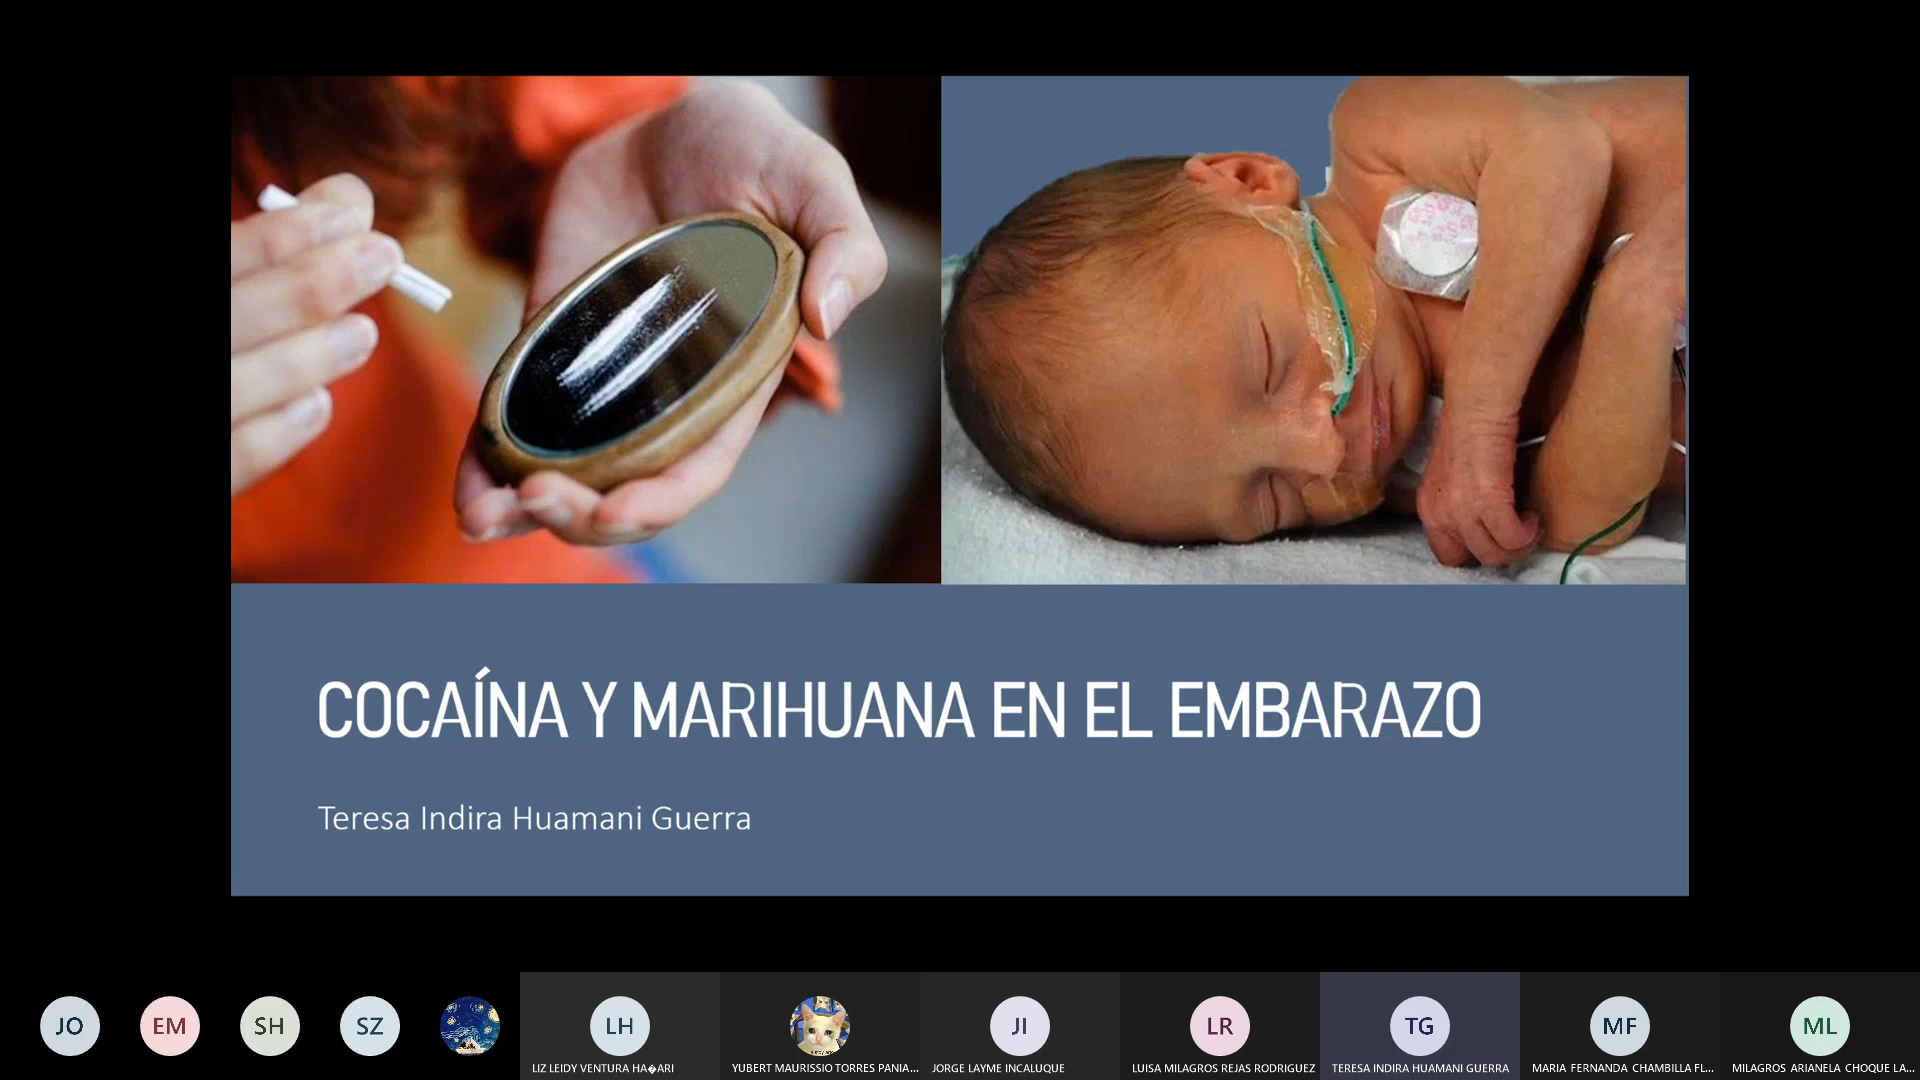 COCAÍNA Y MARIHUANA EN EL EMBARAZO
Teresa Indira Huamani Guerra
JO
EM
SH
SZ
LH
JI
LR
TG
MF
ML
LIZ LEIDY VENTURA HA�ARI
YUBERT MAURISSIO TORRES PANIA...
JORGE LAYME INCALUQUE
LUISA MILAGROS REJAS RODRIGUEZ
TERESA INDIRA HUAMANI GUERRA
MARIA FERNANDA CHAMBILLA FL...
MILAGROS ARIANELA CHOQUE LA...